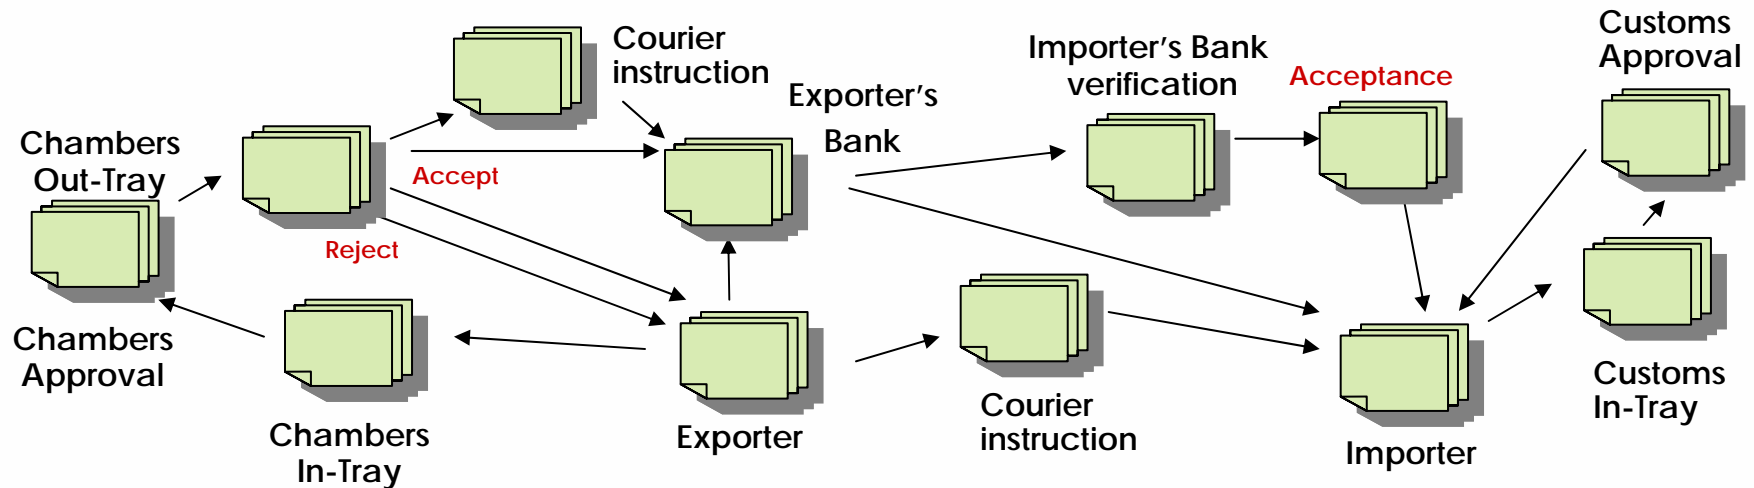 Courier
instruction
Exporter's
Bank
Importer's Bank
verification
Acceptance
Customs
Approval
Chambers
Out-Tray
Accept
Reject
Chambers
Approval
Chambers
In-Tray
Exporter
Courier
instruction
Importer
Customs
In-Tray